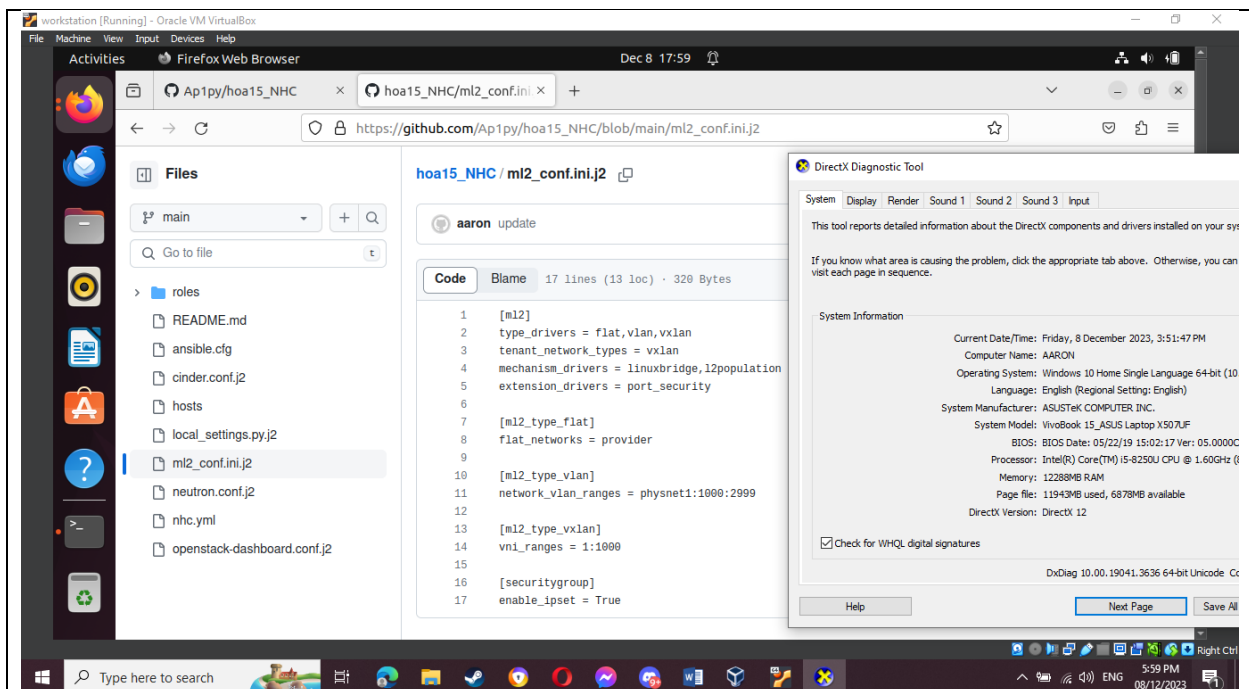 workstation [Running] - Oracle VM VirtualBox
File Machine View Input Devices Help
Activities Firefox Web Browser Dec 8 17:59
Ap1py/hoa15_NHC × hoa15_NHC/ml2_conf.ini × +
https://github.com/Ap1py/hoa15_NHC/blob/main/ml2_conf.ini.j2
Files
main
Go to file t
roles
README.md
ansible.cfg
cinder.conf.j2
hosts
local_settings.py.j2
ml2_conf.ini.j2
neutron.conf.j2
nhc.yml
openstack-dashboard.conf.j2
hoa15_NHC / ml2_conf.ini.j2
aaron update
Code Blame 17 lines (13 loc) · 320 Bytes
1 [ml2]
2 type_drivers = flat,vlan,vxlan
3 tenant_network_types = vxlan
4 mechanism_drivers = linuxbridge,l2population
5 extension_drivers = port_security
6
7 [ml2_type_flat]
8 flat_networks = provider
9
10 [ml2_type_vlan]
11 network_vlan_ranges = physnet1:1000:2999
12
13 [ml2_type_vxlan]
14 vni_ranges = 1:1000
15
16 [securitygroup]
17 enable_ipset = True
DirectX Diagnostic Tool
System Display Render Sound 1 Sound 2 Sound 3 Input
This tool reports detailed information about the DirectX components and drivers installed on your sys
If you know what area is causing the problem, click the appropriate tab above. Otherwise, you can
visit each page in sequence.
System Information
Current Date/Time: Friday, 8 December 2023, 3:51:47 PM
Computer Name: AARON
Operating System: Windows 10 Home Single Language 64-bit (10.
Language: English (Regional Setting: English)
System Manufacturer: ASUSTeK COMPUTER INC.
System Model: VivoBook 15_ASUS Laptop X507UF
BIOS: BIOS Date: 05/22/19 15:02:17 Ver: 05.0000C
Processor: Intel(R) Core(TM) i5-8250U CPU @ 1.60GHz (8
Memory: 12288MB RAM
Page file: 11943MB used, 6878MB available
DirectX Version: DirectX 12
Check for WHQL digital signatures
DxDiag 10.00.19041.3636 64-bit Unicode Co
Help Next Page Save All
Right Ctrl
Type here to search
ENG
5:59 PM
08/12/2023